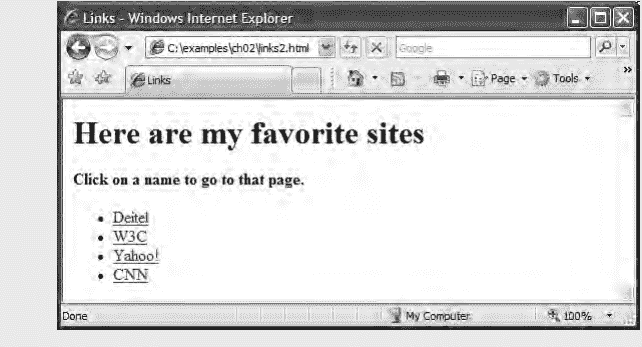 Links - Windows Internet Explorer
C:\examples\ch02\links2.html
Google
Links
Page
Tools
»
Here are my favorite sites
Click on a name to go to that page.
• Deitel
• W3C
• Yahoo!
• CNN
Done
My Computer
100%